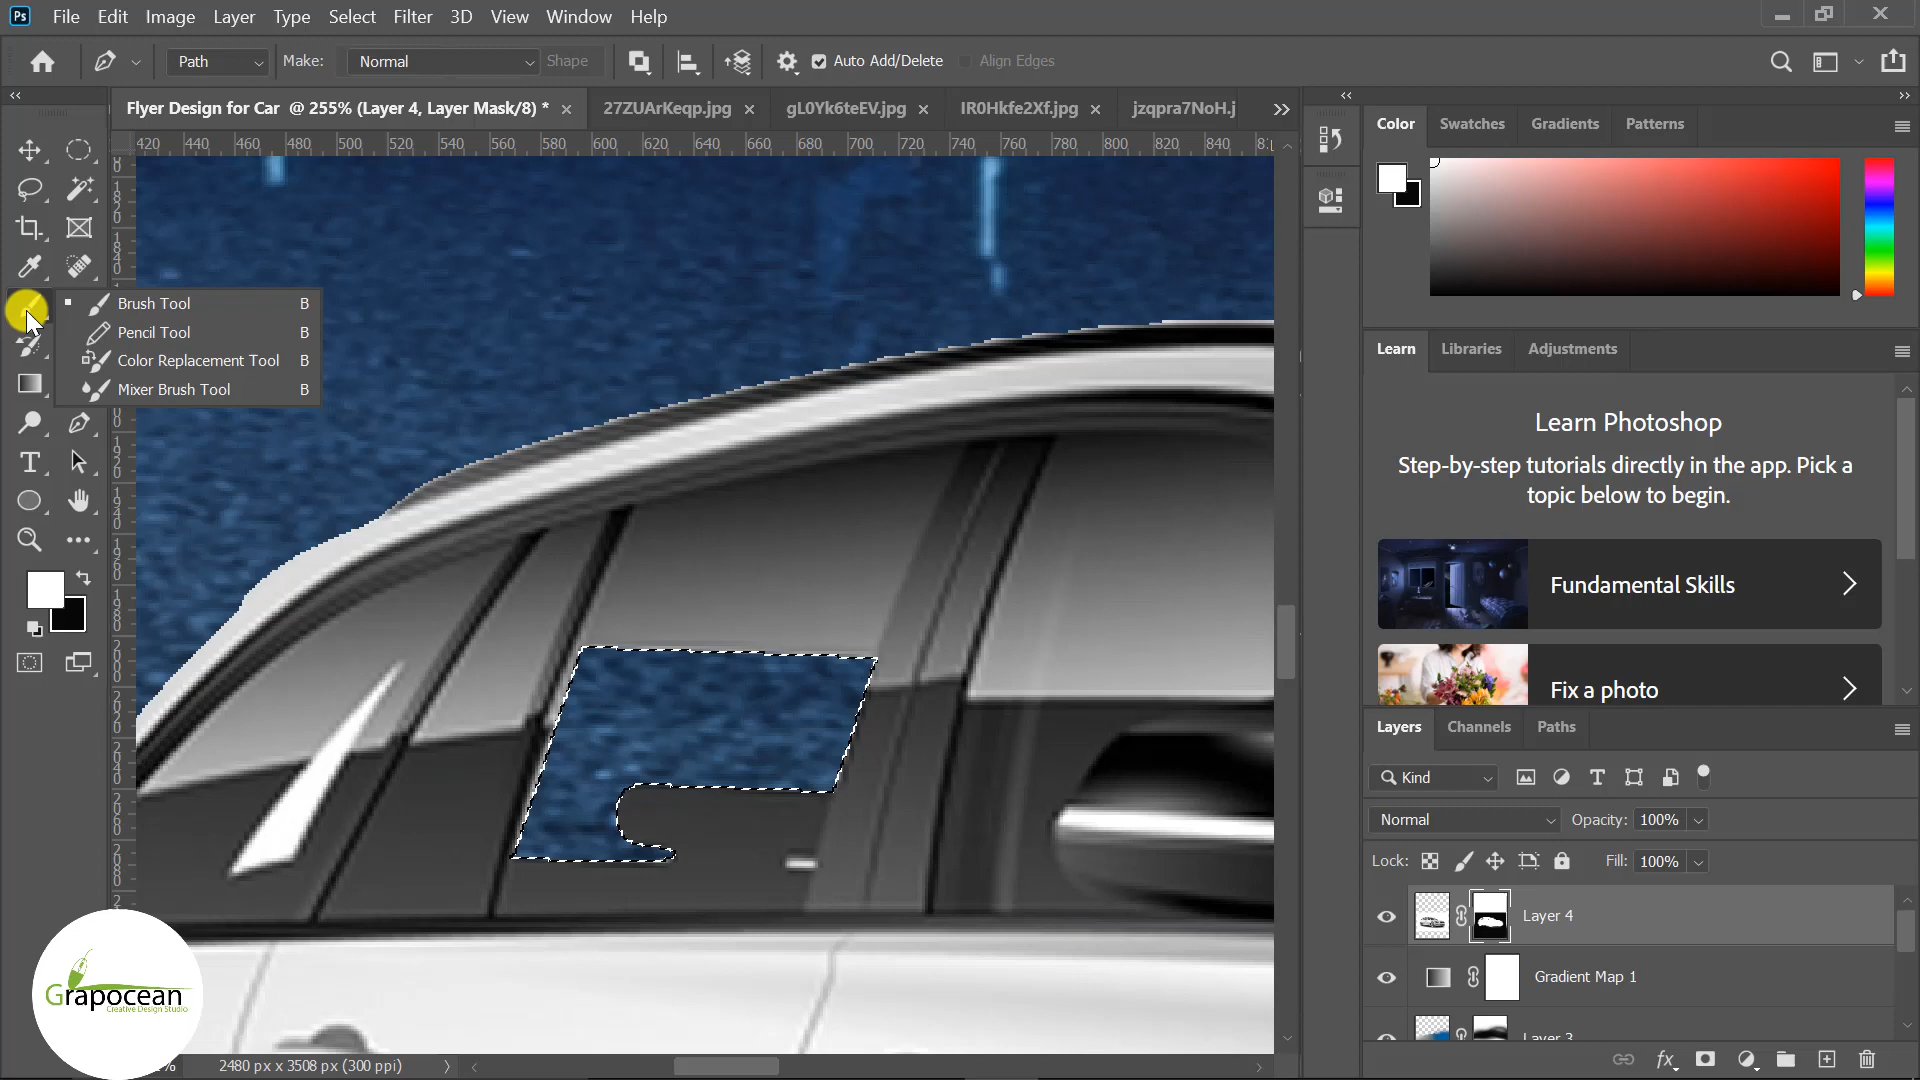 Ps File Edit Image Layer Type Select Filter 3D View Window Help
Path Make: Normal Shape Auto Add/Delete Align Edges
Flyer Design for Car @ 255% (Layer 4, Layer Mask/8) * 27ZUArKeqp.jpg gL0Yk6teEV.jpg IR0Hkfe2Xf.jpg jzqpra7NoH.j
420 440 460 480 500 520 540 560 580 600 620 640 660 680 700 720 740 760 780 800 820 840
Color Swatches Gradients Patterns
Brush Tool B
Pencil Tool B
Color Replacement Tool B
Mixer Brush Tool B
Learn Libraries Adjustments
Learn Photoshop
Step-by-step tutorials directly in the app. Pick a
topic below to begin.
Fundamental Skills
Fix a photo
Layers Channels Paths
Kind
Normal Opacity: 100%
Lock: Fill: 100%
Layer 4
Gradient Map 1
Layer 3
Grapocean
Creative Design Studio
2480 px x 3508 px (300 ppi)